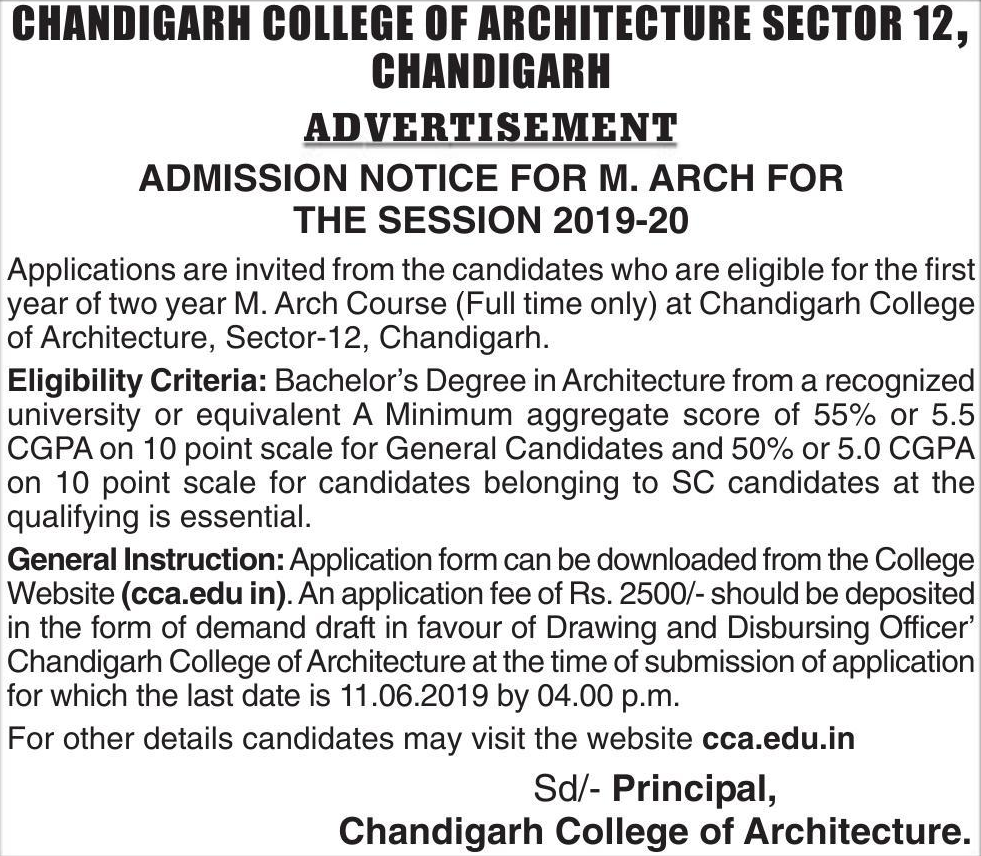 CHANDIGARH COLLEGE OF ARCHITECTURE SECTOR 12,
CHANDIGARH
ADVERTISEMENT
ADMISSION NOTICE FOR M. ARCH FOR
THE SESSION 2019-20
Applications are invited from the candidates who are eligible for the first
year of two year M. Arch Course (Full time only) at Chandigarh College
of Architecture, Sector-12, Chandigarh.
Eligibility Criteria: Bachelor's Degree in Architecture from a recognized
university or equivalent A Minimum aggregate score of 55% or 5.5
CGPA on 10 point scale for General Candidates and 50% or 5.0 CGPA
on 10 point scale for candidates belonging to SC candidates at the
qualifying is essential.
General Instruction: Application form can be downloaded from the College
Website (cca.edu in). An application fee of Rs. 2500/- should be deposited
in the form of demand draft in favour of Drawing and Disbursing Officer'
Chandigarh College of Architecture at the time of submission of application
for which the last date is 11.06.2019 by 04.00 p.m.
For other details candidates may visit the website cca.edu.in
Sd/- Principal,
Chandigarh College of Architecture.